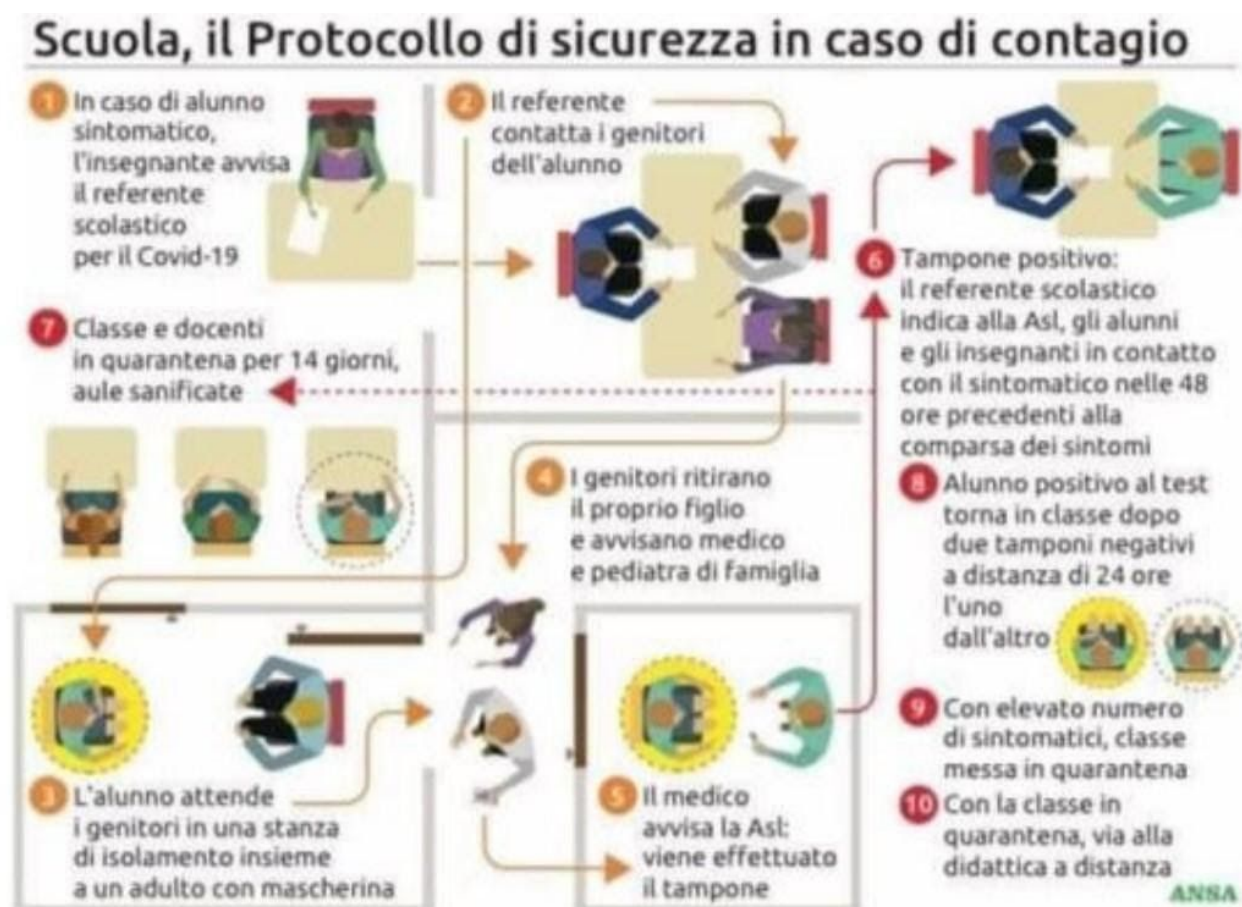 Scuola, il Protocollo di sicurezza in caso di contagio
1 In caso di alunno
sintomatico,
l'insegnante avvisa
il referente
scolastico
per il Covid-19
2 Il referente
contatta i genitori
dell'alunno
3 L'alunno attende
i genitori in una stanza
di isolamento insieme
a un adulto con mascherina
4 I genitori ritirano
il proprio figlio
e avvisano medico
e pediatra di famiglia
5 Il medico
avvisa la Asl:
viene effettuato
il tampone
6 Tampone positivo:
il referente scolastico
indica alla Asl, gli alunni
e gli insegnanti in contatto
con il sintomatico nelle 48
ore precedenti alla
comparsa dei sintomi
7 Classe e docenti
in quarantena per 14 giorni,
aule sanificate
8 Alunno positivo al test
torna in classe dopo
due tamponi negativi
a distanza di 24 ore
l'uno
dall'altro
9 Con elevato numero
di sintomatici, classe
messa in quarantena
10 Con la classe in
quarantena, via alla
didattica a distanza
ANSA